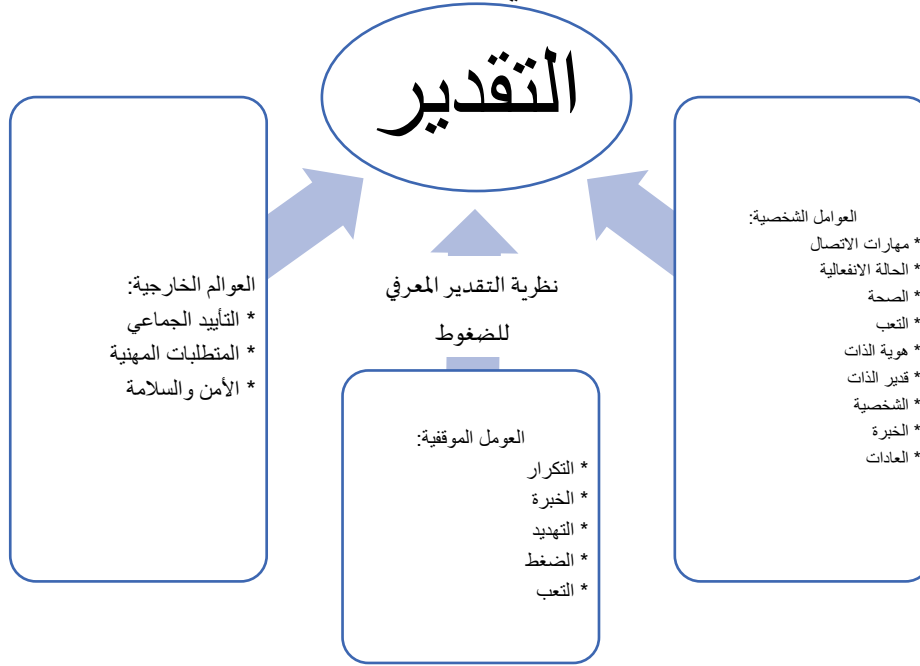 التقدير
العوامل الشخصية:
* مهارات الاتصال
* الحالة الانفعالية
* الصحة
* التعب
* هوية الذات
* قدير الذات
* الشخصية
* الخبرة
* العادات
نظرية التقدير المعرفي
للضغوط
العوالم الخارجية:
* التأييد الجماعي
* المتطلبات المهنية
* الأمن والسلامة
العومل الموقفية:
* التكرار
* الخبرة
* التهديد
* الضغط
* التعب